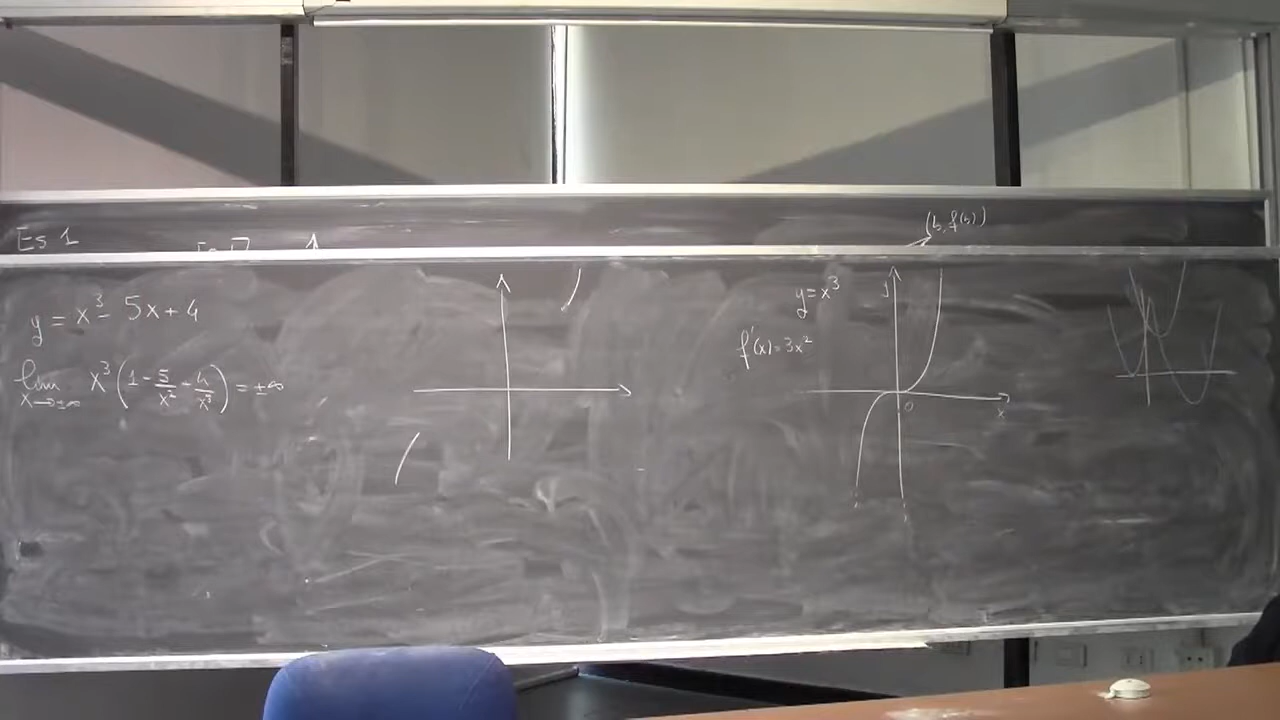 Es 1
(b, f(b))
y = x³ - 5x + 4
lim x→±∞ x³ (1 - 5/x² - 4/x³) = ±∞
y = x³
f'(x) = 3x²
y
0
x